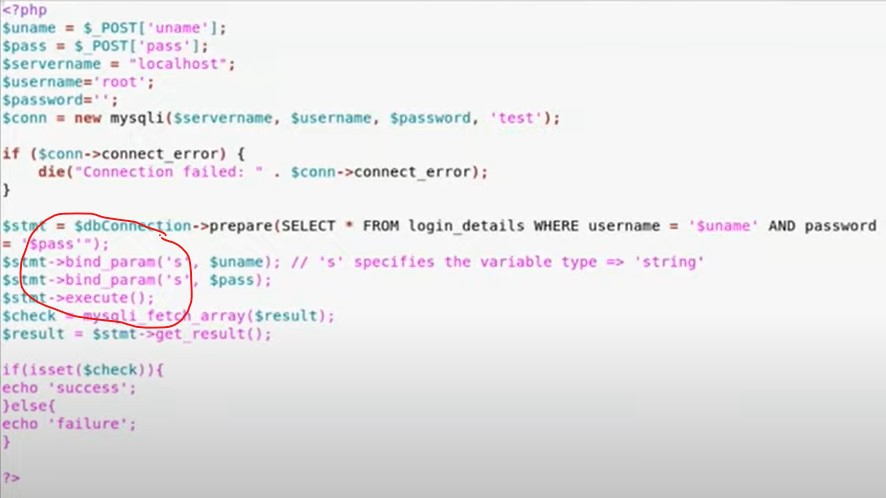 <?php
$uname = $_POST['uname'];
$pass = $_POST['pass'];
$servername = "localhost";
$username='root';
$password='';
$conn = new mysqli($servername, $username, $password, 'test');
if ($conn->connect_error) {
    die("Connection failed: " . $conn->connect_error);
}
$stmt = $dbConnection->prepare(SELECT * FROM login_details WHERE username = '$uname' AND password
= '$pass'");
$stmt->bind_param('s', $uname); // 's' specifies the variable type => 'string'
$stmt->bind_param('s', $pass);
$stmt->execute();
$check = mysqli_fetch_array($result);
$result = $stmt->get_result();
if(isset($check)){
echo 'success';
}else{
echo 'failure';
}
?>